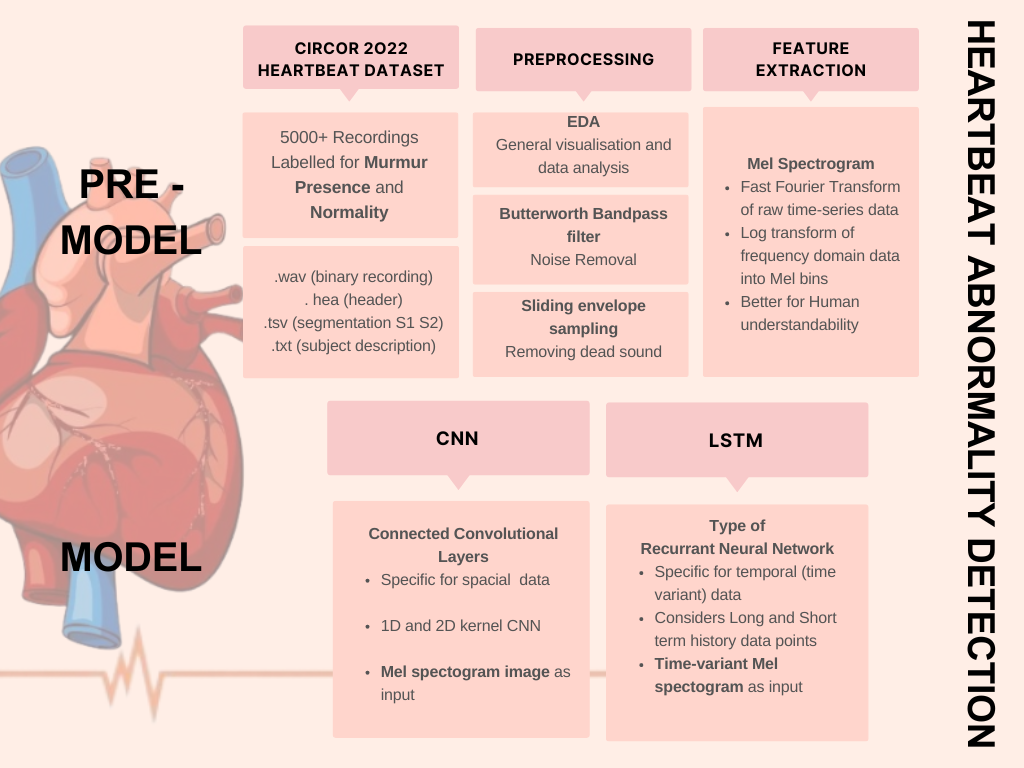 HEARTBEAT ABNORMALITY DETECTION
PRE -
MODEL
CIRCOR 2022
HEARTBEAT DATASET
5000+ Recordings
Labelled for Murmur
Presence and
Normality
.wav (binary recording)
. hea (header)
.tsv (segmentation S1 S2)
.txt (subject description)
PREPROCESSING
EDA
General visualisation and
data analysis
Butterworth Bandpass
filter
Noise Removal
Sliding envelope
sampling
Removing dead sound
FEATURE
EXTRACTION
Mel Spectrogram
• Fast Fourier Transform
of raw time-series data
• Log transform of
frequency domain data
into Mel bins
• Better for Human
understandability
MODEL
CNN
Connected Convolutional
Layers
• Specific for spacial  data
• 1D and 2D kernel CNN
• Mel spectogram image as
input
LSTM
Type of
Recurrant Neural Network
• Specific for temporal (time
variant) data
• Considers Long and Short
term history data points
• Time-variant Mel
spectogram as input